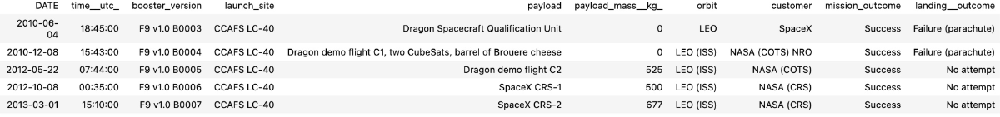 DATE time__utc_ booster_version launch_site payload payload_mass__kg_ orbit customer mission_outcome landing__outcome
2010-06-
04 18:45:00 F9 v1.0 B0003 CCAFS LC-40 Dragon Spacecraft Qualification Unit 0 LEO SpaceX Success Failure (parachute)
2010-12-08 15:43:00 F9 v1.0 B0004 CCAFS LC-40 Dragon demo flight C1, two CubeSats, barrel of Brouere cheese 0 LEO (ISS) NASA (COTS) NRO Success Failure (parachute)
2012-05-22 07:44:00 F9 v1.0 B0005 CCAFS LC-40 Dragon demo flight C2 525 LEO (ISS) NASA (COTS) Success No attempt
2012-10-08 00:35:00 F9 v1.0 B0006 CCAFS LC-40 SpaceX CRS-1 500 LEO (ISS) NASA (CRS) Success No attempt
2013-03-01 15:10:00 F9 v1.0 B0007 CCAFS LC-40 SpaceX CRS-2 677 LEO (ISS) NASA (CRS) Success No attempt